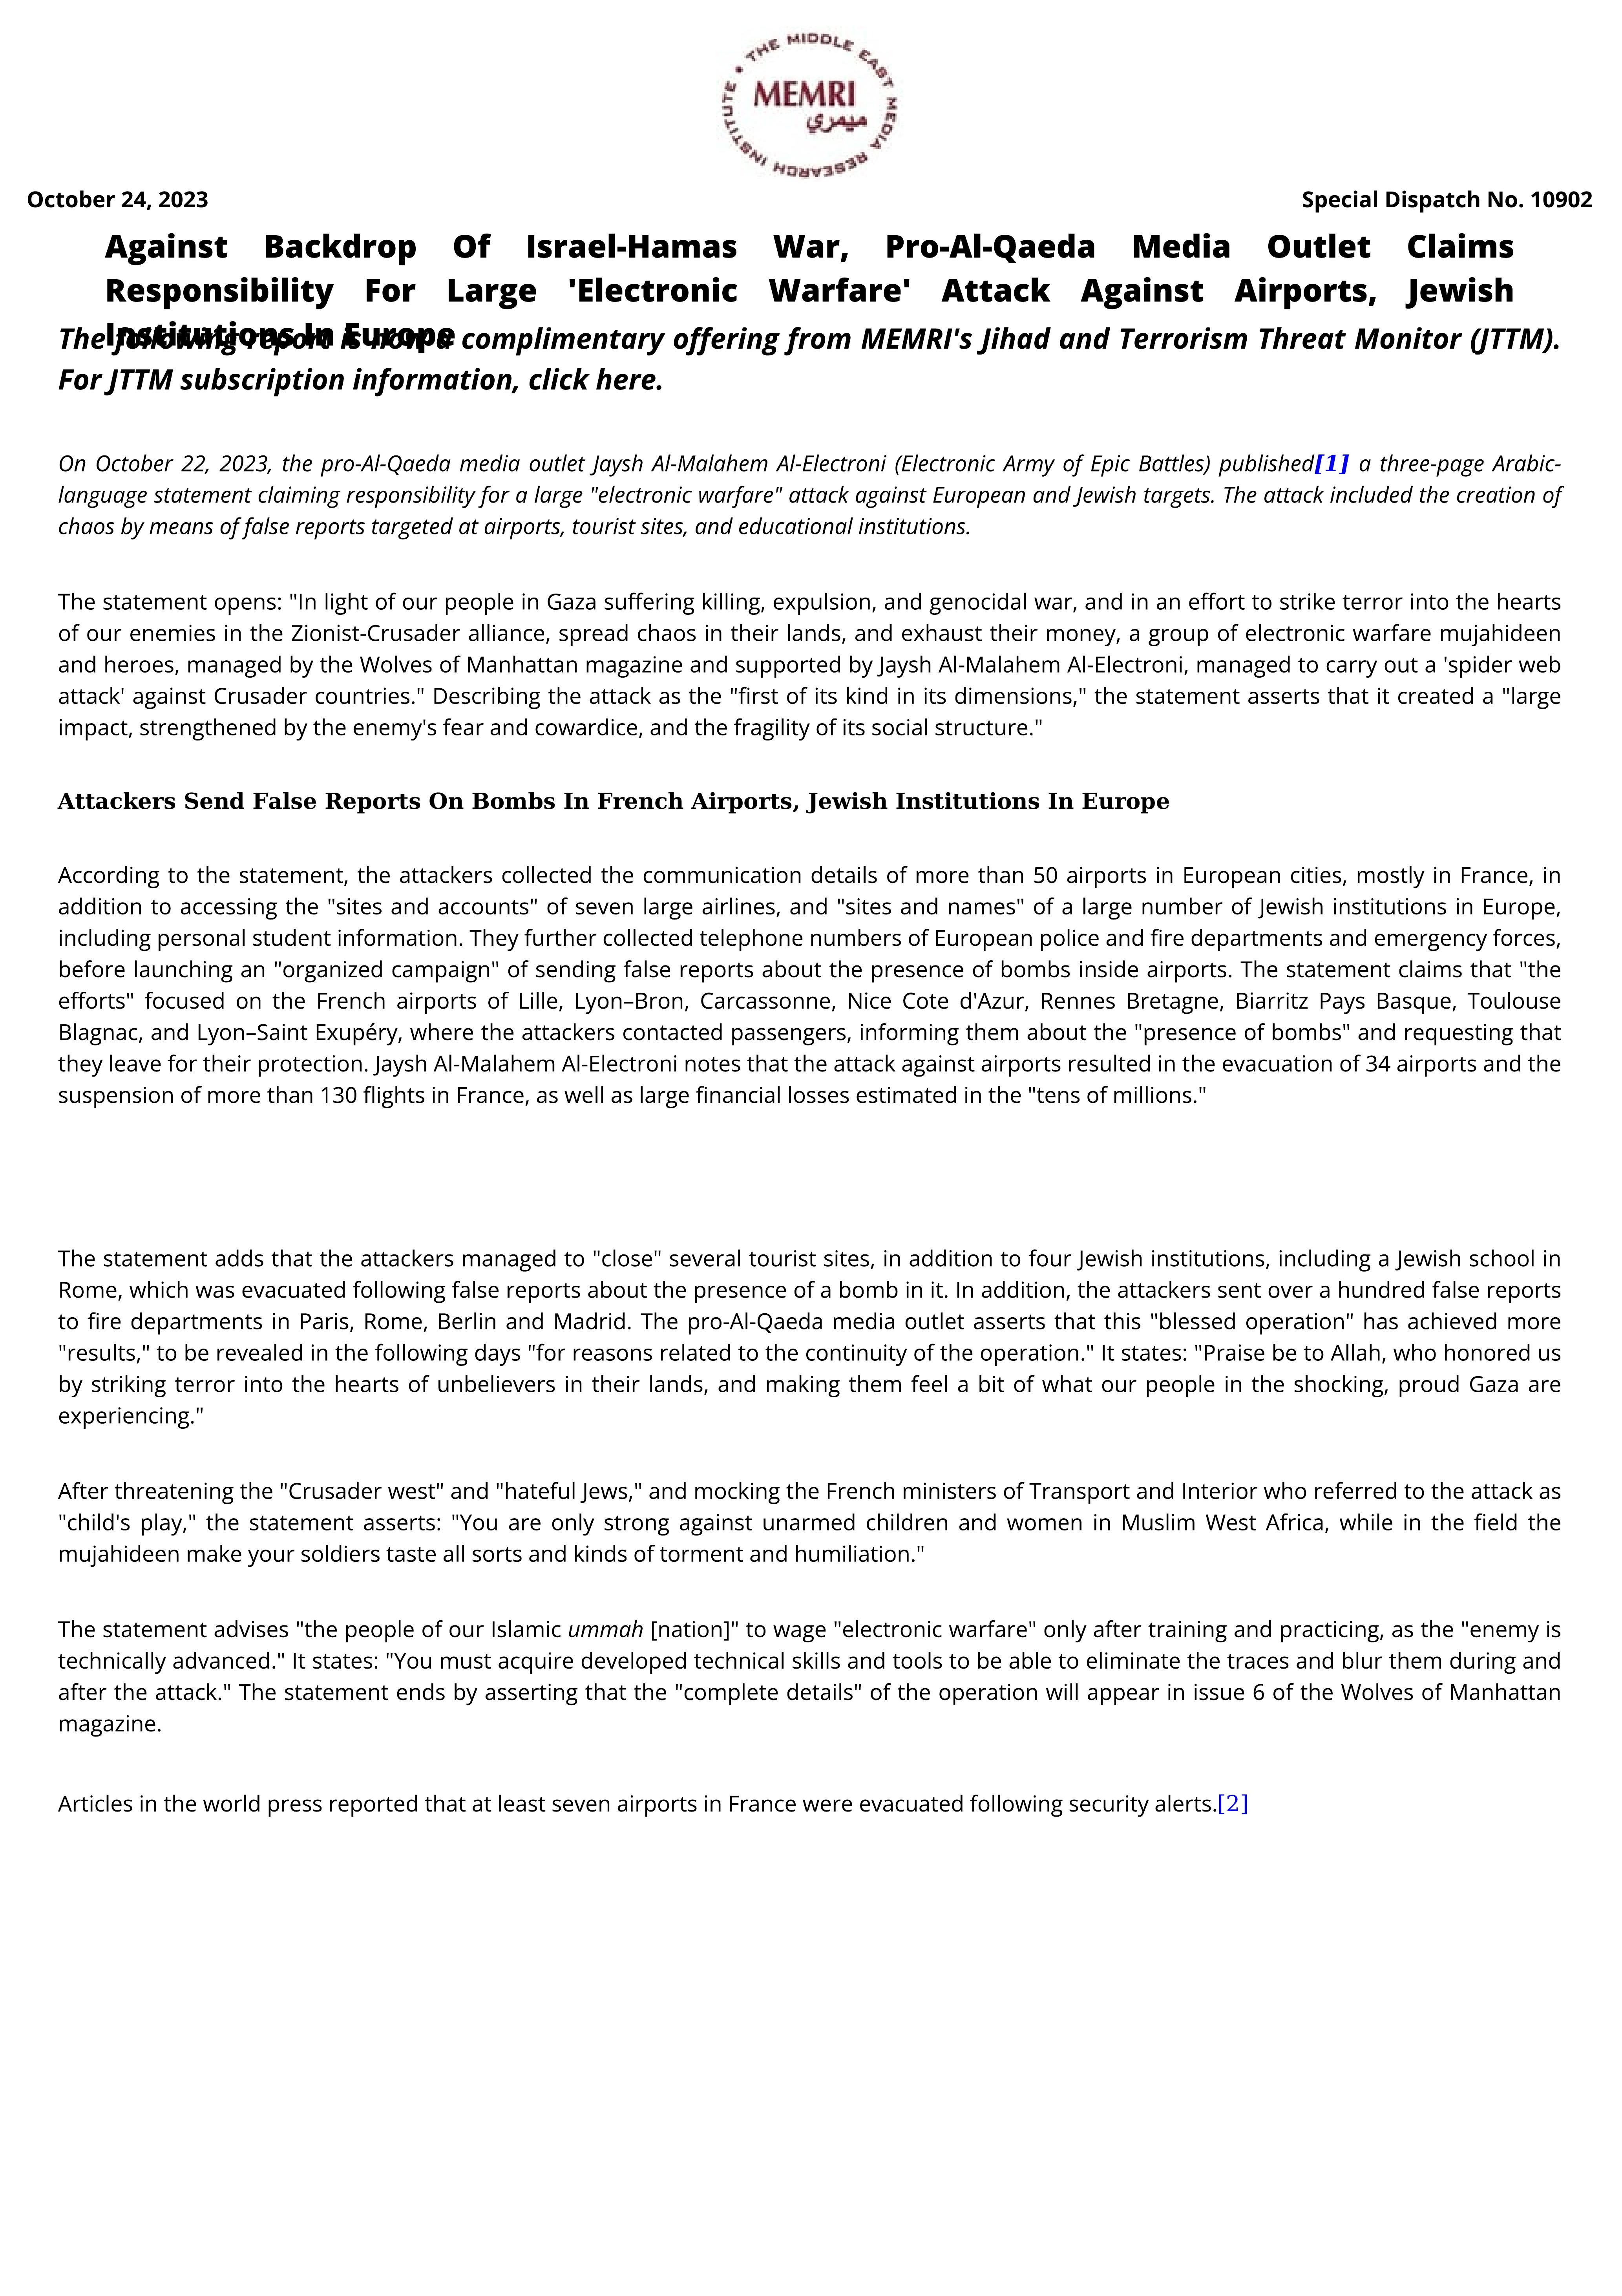 THE MIDDLE EAST MEDIA RESEARCH INSTITUTE
MEMRI
ميمري
October 24, 2023
Special Dispatch No. 10902
Against Backdrop Of Israel-Hamas War, Pro-Al-Qaeda Media Outlet Claims
Responsibility For Large 'Electronic Warfare' Attack Against Airports, Jewish
Institutions In Europe
The following report is now a complimentary offering from MEMRI's Jihad and Terrorism Threat Monitor (JTTM).
For JTTM subscription information, click here.
On October 22, 2023, the pro-Al-Qaeda media outlet Jaysh Al-Malahem Al-Electroni (Electronic Army of Epic Battles) published[1] a three-page Arabic-
language statement claiming responsibility for a large "electronic warfare" attack against European and Jewish targets. The attack included the creation of
chaos by means of false reports targeted at airports, tourist sites, and educational institutions.
The statement opens: "In light of our people in Gaza suffering killing, expulsion, and genocidal war, and in an effort to strike terror into the hearts
of our enemies in the Zionist-Crusader alliance, spread chaos in their lands, and exhaust their money, a group of electronic warfare mujahideen
and heroes, managed by the Wolves of Manhattan magazine and supported by Jaysh Al-Malahem Al-Electroni, managed to carry out a 'spider web
attack' against Crusader countries." Describing the attack as the "first of its kind in its dimensions," the statement asserts that it created a "large
impact, strengthened by the enemy's fear and cowardice, and the fragility of its social structure."
Attackers Send False Reports On Bombs In French Airports, Jewish Institutions In Europe
According to the statement, the attackers collected the communication details of more than 50 airports in European cities, mostly in France, in
addition to accessing the "sites and accounts" of seven large airlines, and "sites and names" of a large number of Jewish institutions in Europe,
including personal student information. They further collected telephone numbers of European police and fire departments and emergency forces,
before launching an "organized campaign" of sending false reports about the presence of bombs inside airports. The statement claims that "the
efforts" focused on the French airports of Lille, Lyon–Bron, Carcassonne, Nice Cote d'Azur, Rennes Bretagne, Biarritz Pays Basque, Toulouse
Blagnac, and Lyon–Saint Exupéry, where the attackers contacted passengers, informing them about the "presence of bombs" and requesting that
they leave for their protection. Jaysh Al-Malahem Al-Electroni notes that the attack against airports resulted in the evacuation of 34 airports and the
suspension of more than 130 flights in France, as well as large financial losses estimated in the "tens of millions."
The statement adds that the attackers managed to "close" several tourist sites, in addition to four Jewish institutions, including a Jewish school in
Rome, which was evacuated following false reports about the presence of a bomb in it. In addition, the attackers sent over a hundred false reports
to fire departments in Paris, Rome, Berlin and Madrid. The pro-Al-Qaeda media outlet asserts that this "blessed operation" has achieved more
"results," to be revealed in the following days "for reasons related to the continuity of the operation." It states: "Praise be to Allah, who honored us
by striking terror into the hearts of unbelievers in their lands, and making them feel a bit of what our people in the shocking, proud Gaza are
experiencing."
After threatening the "Crusader west" and "hateful Jews," and mocking the French ministers of Transport and Interior who referred to the attack as
"child's play," the statement asserts: "You are only strong against unarmed children and women in Muslim West Africa, while in the field the
mujahideen make your soldiers taste all sorts and kinds of torment and humiliation."
The statement advises "the people of our Islamic ummah [nation]" to wage "electronic warfare" only after training and practicing, as the "enemy is
technically advanced." It states: "You must acquire developed technical skills and tools to be able to eliminate the traces and blur them during and
after the attack." The statement ends by asserting that the "complete details" of the operation will appear in issue 6 of the Wolves of Manhattan
magazine.
Articles in the world press reported that at least seven airports in France were evacuated following security alerts.[2]